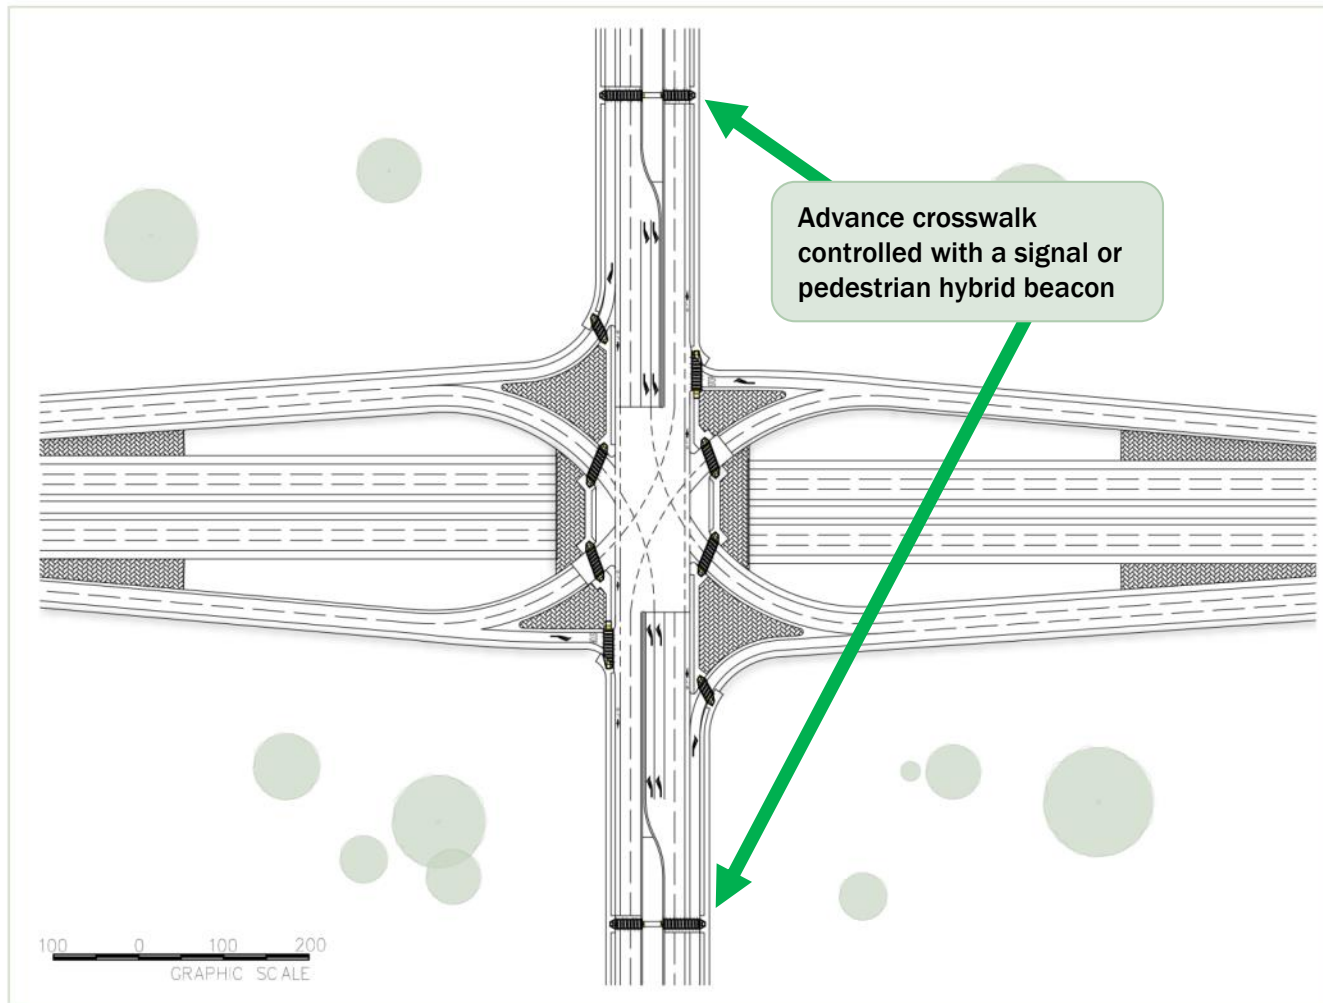 Advance crosswalk
controlled with a signal or
pedestrian hybrid beacon
100 0 100 200
GRAPHIC SCALE